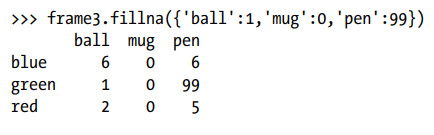 >>> frame3.fillna({'ball':1,'mug':0,'pen':99})
       ball  mug  pen
blue      6    0    6
green     1    0   99
red       2    0    5